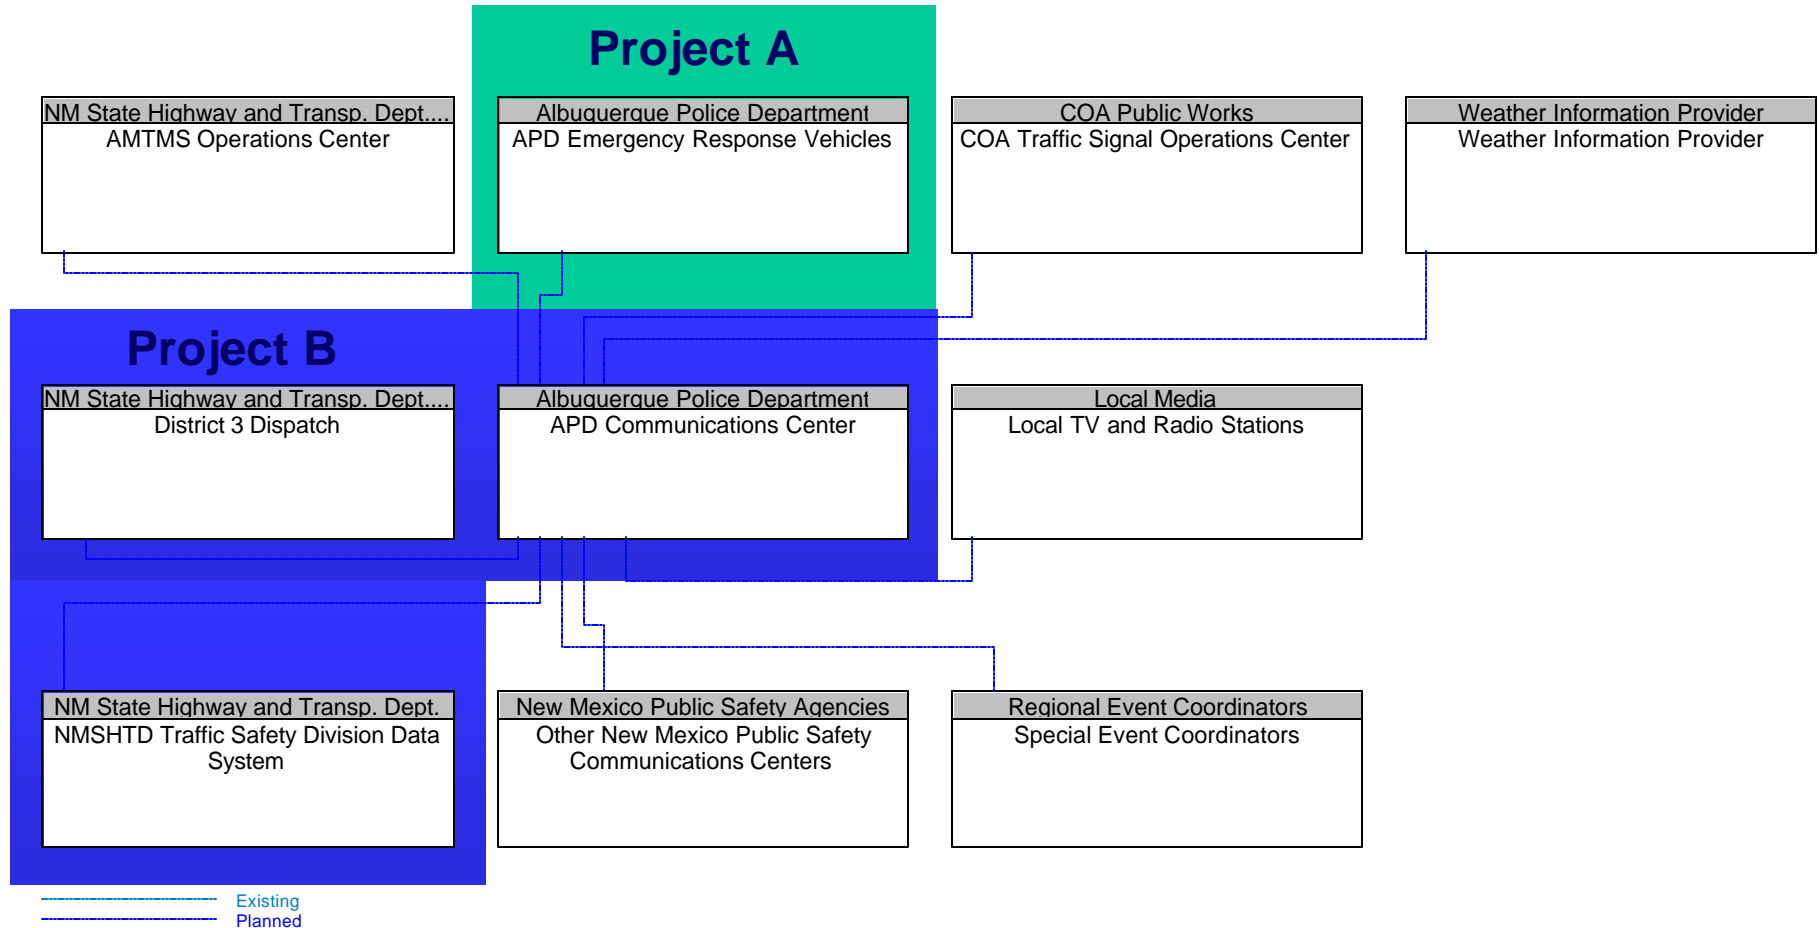 Project A
NM State Highway and Transp. Dept....
AMTMS Operations Center
Albuquerque Police Department
APD Emergency Response Vehicles
COA Public Works
COA Traffic Signal Operations Center
Weather Information Provider
Weather Information Provider
Project B
NM State Highway and Transp. Dept....
District 3 Dispatch
Albuquerque Police Department
APD Communications Center
Local Media
Local TV and Radio Stations
NM State Highway and Transp. Dept.
NMSHTD Traffic Safety Division Data
System
New Mexico Public Safety Agencies
Other New Mexico Public Safety
Communications Centers
Regional Event Coordinators
Special Event Coordinators
Existing
Planned